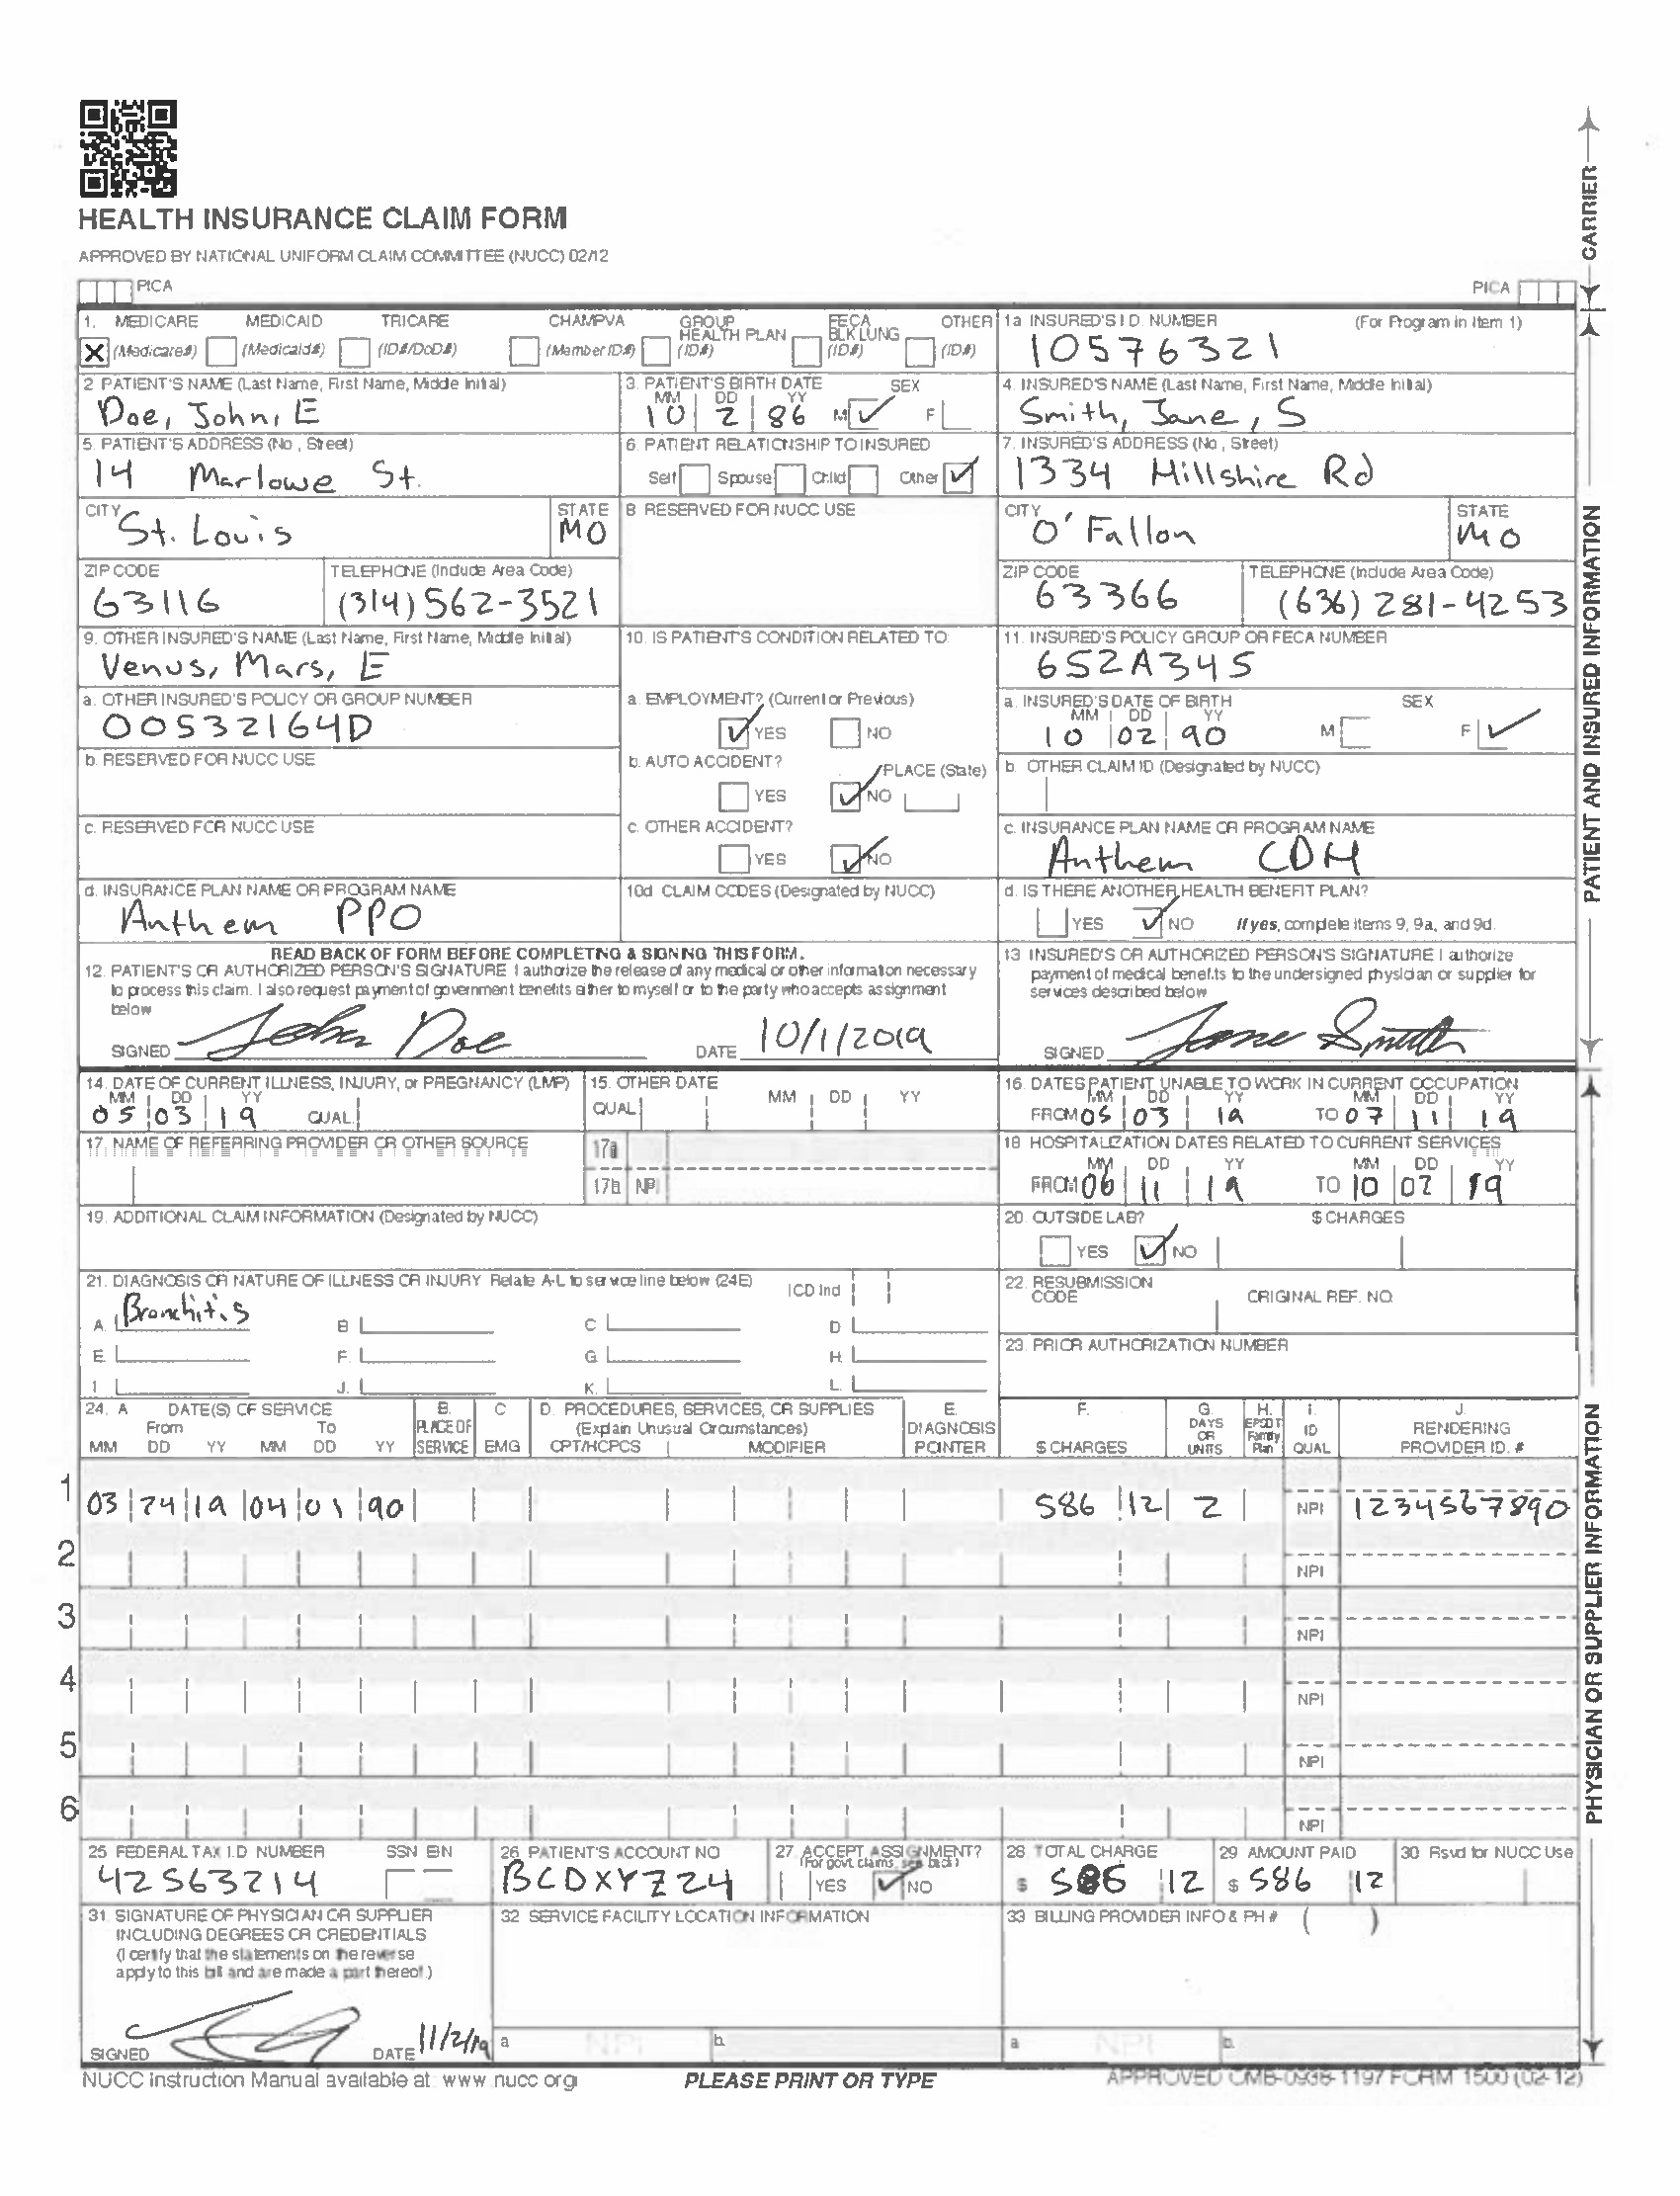 HEALTH INSURANCE CLAIM FORM
APPROVED BY NATIONAL UNIFORM CLAIM COMMITTEE (NUCC) 02/12
PICA PICA
CARRIER
1. MEDICARE MEDICAID TRICARE CHAMPVA GROUP HEALTH PLAN FECA BLK LUNG OTHER
X (Medicare#) (Medicaid#) (ID#/DoD#) (Member ID#) (ID#) (ID#) (ID#)
1a INSURED'S I.D. NUMBER (For Program in Item 1)
10576321
2 PATIENT'S NAME (Last Name, First Name, Middle Initial)
Doe, John, E
3. PATIENT'S BIRTH DATE SEX
MM DD YY
10 2 86 M ✓ F
4. INSURED'S NAME (Last Name, First Name, Middle Initial)
Smith, Jane, S
5. PATIENT'S ADDRESS (No., Street)
14 Marlowe St.
6. PATIENT RELATIONSHIP TO INSURED
Self Spouse Child Other ✓
7. INSURED'S ADDRESS (No., Street)
1334 Hillshire Rd
CITY STATE
St. Louis MO
8 RESERVED FOR NUCC USE
CITY STATE
O'Fallon MO
ZIP CODE TELEPHONE (Include Area Code)
63116 (314) 562-3521
ZIP CODE TELEPHONE (Include Area Code)
63366 (636) 281-4253
9. OTHER INSURED'S NAME (Last Name, First Name, Middle Initial)
Venus, Mars, E
10. IS PATIENT'S CONDITION RELATED TO:
11. INSURED'S POLICY GROUP OR FECA NUMBER
652A345
a. OTHER INSURED'S POLICY OR GROUP NUMBER
00532164D
a. EMPLOYMENT? (Current or Previous)
✓ YES NO
a. INSURED'S DATE OF BIRTH SEX
MM DD YY
10 02 90 M F ✓
b. RESERVED FOR NUCC USE
b. AUTO ACCIDENT? PLACE (State)
YES ✓ NO
b. OTHER CLAIM ID (Designated by NUCC)
c. RESERVED FOR NUCC USE
c. OTHER ACCIDENT?
YES ✓ NO
c. INSURANCE PLAN NAME OR PROGRAM NAME
Anthem CDH
d. INSURANCE PLAN NAME OR PROGRAM NAME
Anthem PPO
10d CLAIM CODES (Designated by NUCC)
d. IS THERE ANOTHER HEALTH BENEFIT PLAN?
YES ✓ NO If yes, complete items 9, 9a, and 9d.
PATIENT AND INSURED INFORMATION
READ BACK OF FORM BEFORE COMPLETING & SIGNING THIS FORM.
12. PATIENT'S OR AUTHORIZED PERSON'S SIGNATURE I authorize the release of any medical or other information necessary
to process this claim. I also request payment of government benefits either to myself or to the party who accepts assignment
below
SIGNED John Doe DATE 10/1/2019
13 INSURED'S OR AUTHORIZED PERSON'S SIGNATURE I authorize
payment of medical benefits to the undersigned physician or supplier for
services described below
SIGNED Jane Smith
14. DATE OF CURRENT ILLNESS, INJURY, or PREGNANCY (LMP)
MM DD YY
05 03 19 QUAL.
15. OTHER DATE
QUAL. MM DD YY
16. DATES PATIENT UNABLE TO WORK IN CURRENT OCCUPATION
MM DD YY MM DD YY
FROM 05 03 19 TO 07 11 19
17. NAME OF REFERRING PROVIDER OR OTHER SOURCE
17a
17b NPI
18 HOSPITALIZATION DATES RELATED TO CURRENT SERVICES
MM DD YY MM DD YY
FROM 06 11 19 TO 10 02 19
19. ADDITIONAL CLAIM INFORMATION (Designated by NUCC)
20. OUTSIDE LAB? $ CHARGES
YES ✓ NO
21. DIAGNOSIS OR NATURE OF ILLNESS OR INJURY Relate A-L to service line below (24E) ICD Ind
A. Bronchitis B C D
E. F. G. H.
I. J. K. L.
22. RESUBMISSION CODE ORIGINAL REF. NO.
23. PRIOR AUTHORIZATION NUMBER
24. A DATE(S) OF SERVICE B. C D. PROCEDURES, SERVICES, OR SUPPLIES E. F. G. H. I. J.
From To PLACE OF (Explain Unusual Circumstances) DIAGNOSIS DAYS OR EPSDT Family ID RENDERING
MM DD YY MM DD YY SERVICE EMG CPT/HCPCS MODIFIER POINTER $ CHARGES UNITS Plan QUAL. PROVIDER ID. #
1 03 24 19 04 01 90 586 12 2 NPI 1234567890
2 NPI
3 NPI
4 NPI
5 NPI
6 NPI
25 FEDERAL TAX I.D. NUMBER SSN EIN
42563214
26 PATIENT'S ACCOUNT NO
BCDXYZ24
27. ACCEPT ASSIGNMENT?
(For govt. claims, see back)
YES ✓ NO
28. TOTAL CHARGE
$ 586 12
29 AMOUNT PAID
$ 586 12
30 Rsvd for NUCC Use
31 SIGNATURE OF PHYSICIAN OR SUPPLIER
INCLUDING DEGREES OR CREDENTIALS
(I certify that the statements on the reverse
apply to this bill and are made a part thereof.)
SIGNED DATE 11/2/19
32 SERVICE FACILITY LOCATION INFORMATION
a NPI b.
33 BILLING PROVIDER INFO & PH # ( )
a NPI b.
PHYSICIAN OR SUPPLIER INFORMATION
NUCC Instruction Manual available at: www.nucc.org
PLEASE PRINT OR TYPE
APPROVED OMB-0938-1197 FORM 1500 (02-12)